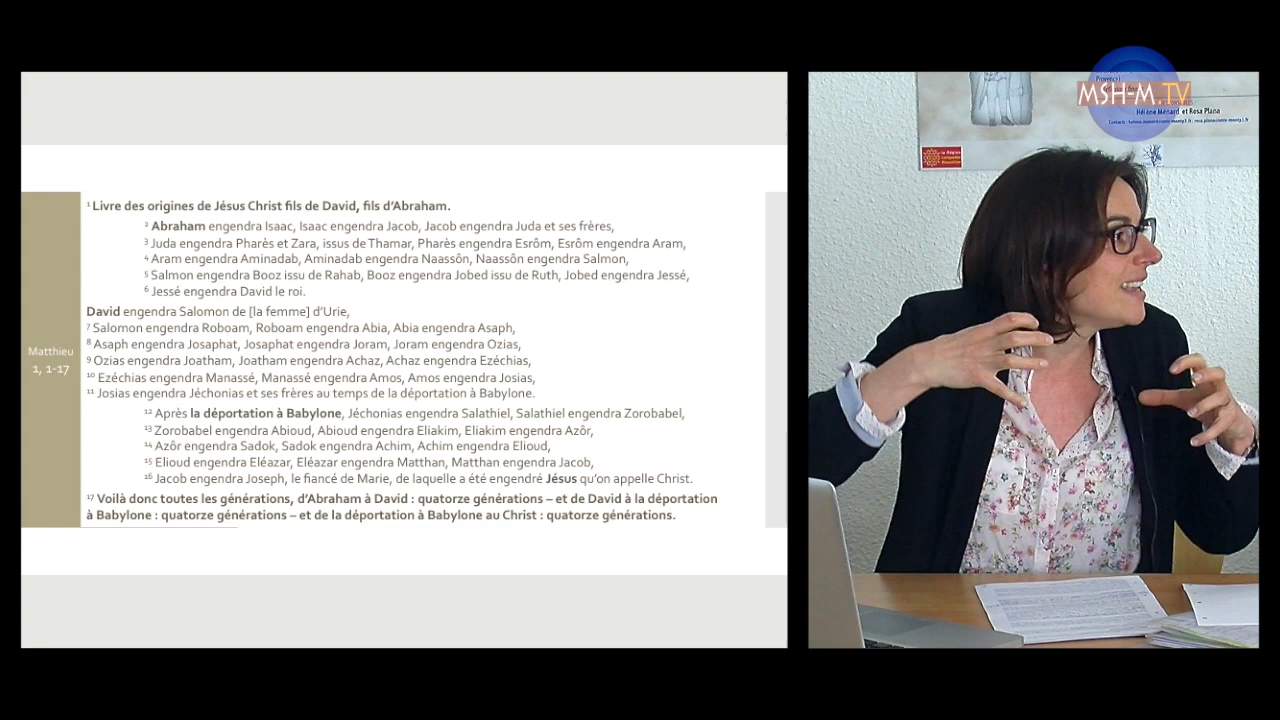 Matthieu
1, 1-17
¹ Livre des origines de Jésus Christ fils de David, fils d’Abraham.
² Abraham engendra Isaac, Isaac engendra Jacob, Jacob engendra Juda et ses frères,
³ Juda engendra Pharès et Zara, issus de Thamar, Pharès engendra Esrôm, Esrôm engendra Aram,
⁴ Aram engendra Aminadab, Aminadab engendra Naassôn, Naassôn engendra Salmon,
⁵ Salmon engendra Booz issu de Rahab, Booz engendra Jobed issu de Ruth, Jobed engendra Jessé,
⁶ Jessé engendra David le roi.
David engendra Salomon de [la femme] d’Urie,
⁷ Salomon engendra Roboam, Roboam engendra Abia, Abia engendra Asaph,
⁸ Asaph engendra Josaphat, Josaphat engendra Joram, Joram engendra Ozias,
⁹ Ozias engendra Joatham, Joatham engendra Achaz, Achaz engendra Ezéchias,
¹⁰ Ezéchias engendra Manassé, Manassé engendra Amos, Amos engendra Josias,
¹¹ Josias engendra Jéchonias et ses frères au temps de la déportation à Babylone.
¹² Après la déportation à Babylone, Jéchonias engendra Salathiel, Salathiel engendra Zorobabel,
¹³ Zorobabel engendra Abioud, Abioud engendra Eliakim, Eliakim engendra Azôr,
¹⁴ Azôr engendra Sadok, Sadok engendra Achim, Achim engendra Elioud,
¹⁵ Elioud engendra Eléazar, Eléazar engendra Matthan, Matthan engendra Jacob,
¹⁶ Jacob engendra Joseph, le fiancé de Marie, de laquelle a été engendré Jésus qu’on appelle Christ.
¹⁷ Voilà donc toutes les générations, d’Abraham à David : quatorze générations – et de David à la déportation
à Babylone : quatorze générations – et de la déportation à Babylone au Christ : quatorze générations.
MSH-M.TV
Provence)
Hélène Ménard et Rosa Plana